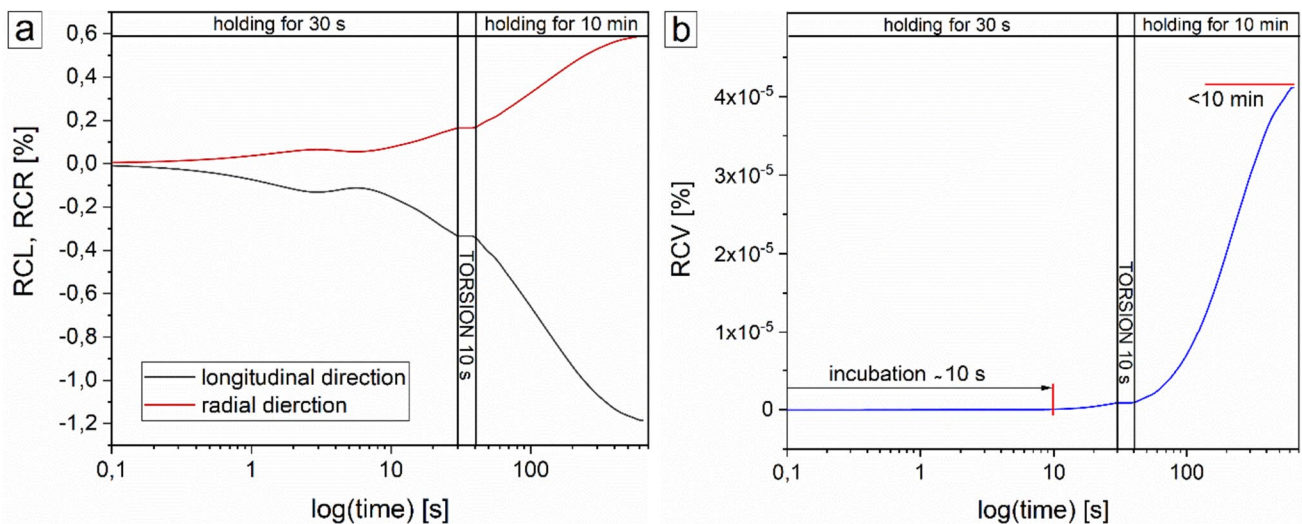 a
holding for 30 s
holding for 10 min
0,6
0,4
0,2
0,0
-0,2
-0,4
-0,6
-0,8
-1,0
-1,2
RCL, RCR [%]
TORSION 10 s
longitudinal direction
radial dierction
0,1
1
10
100
log(time) [s]
b
holding for 30 s
holding for 10 min
4x10⁻⁵
3x10⁻⁵
2x10⁻⁵
1x10⁻⁵
0
RCV [%]
<10 min
TORSION 10 s
incubation ~10 s
0,1
1
10
100
log(time) [s]